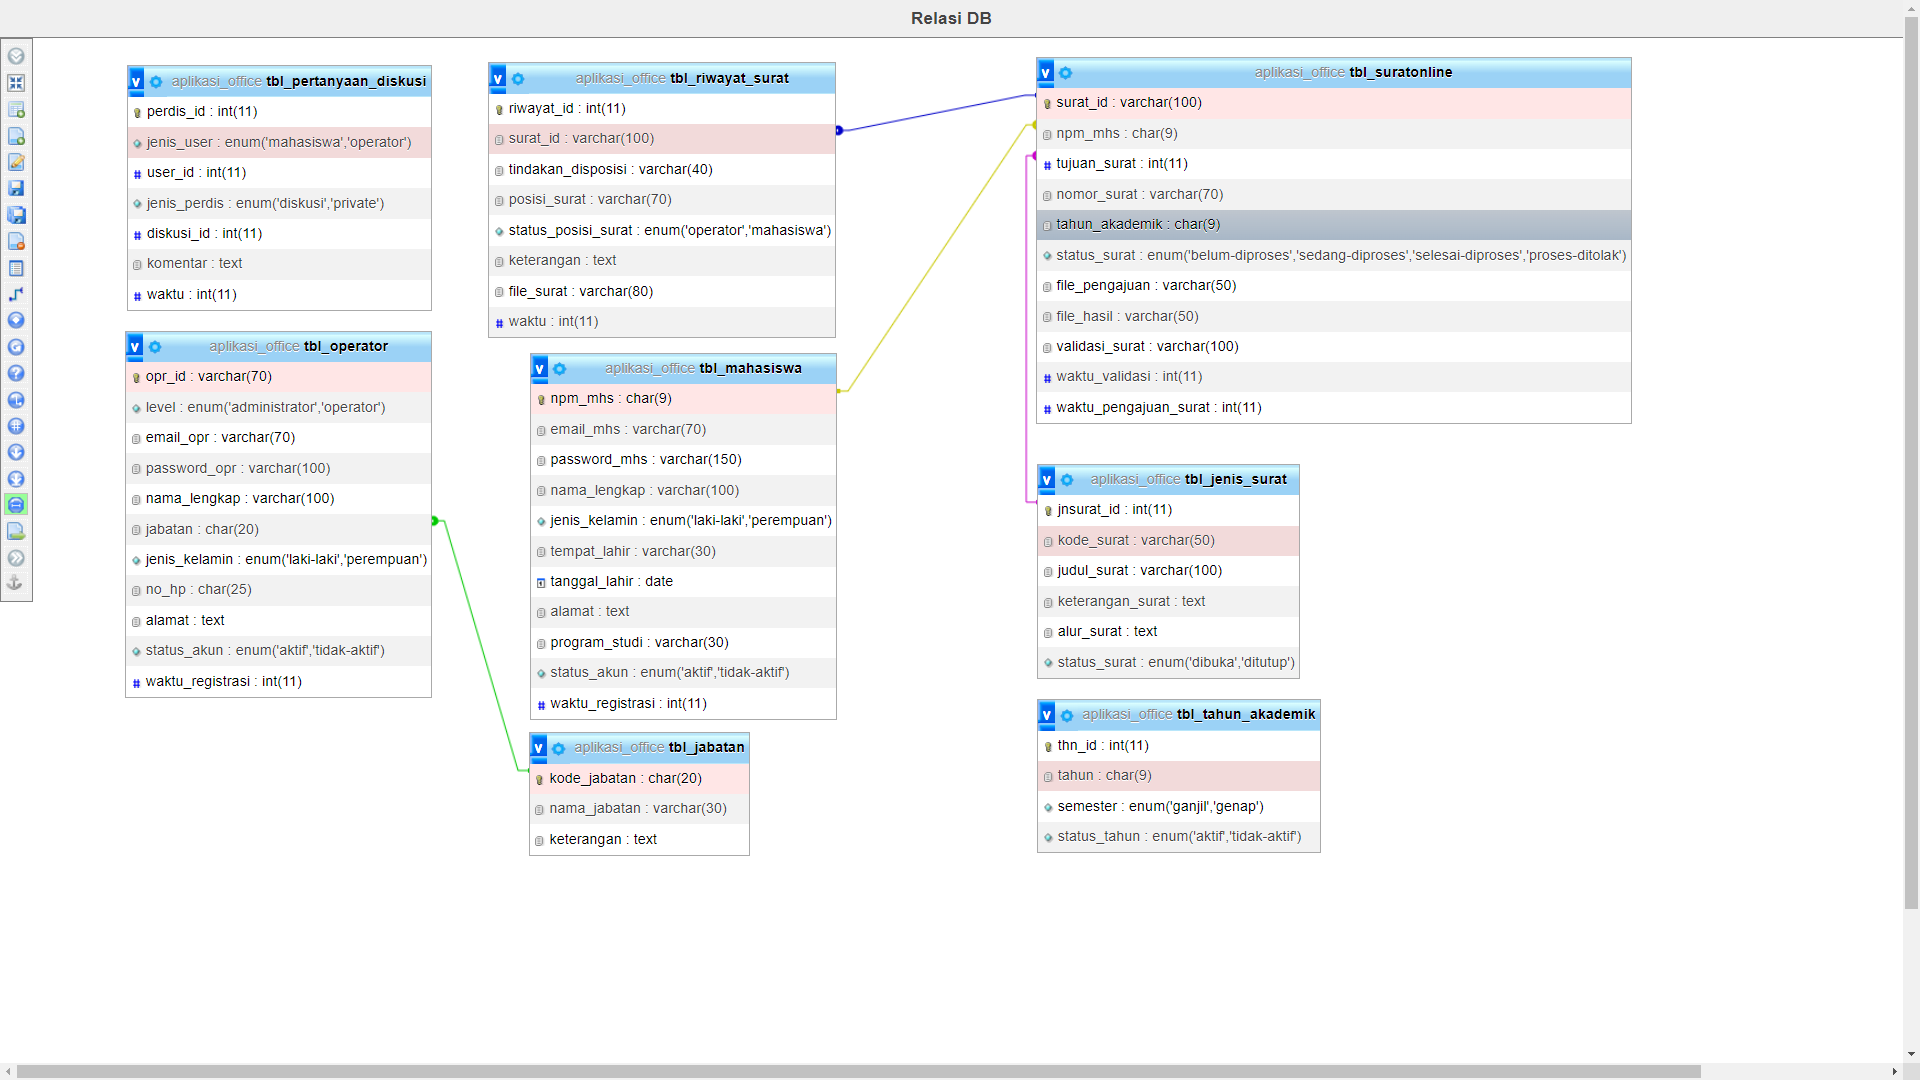 Relasi DB
aplikasi_office tbl_pertanyaan_diskusi
perdis_id : int(11)
jenis_user : enum('mahasiswa','operator')
user_id : int(11)
jenis_perdis : enum('diskusi','private')
diskusi_id : int(11)
komentar : text
waktu : int(11)
aplikasi_office tbl_operator
opr_id : varchar(70)
level : enum('administrator','operator')
email_opr : varchar(70)
password_opr : varchar(100)
nama_lengkap : varchar(100)
jabatan : char(20)
jenis_kelamin : enum('laki-laki','perempuan')
no_hp : char(25)
alamat : text
status_akun : enum('aktif','tidak-aktif')
waktu_registrasi : int(11)
aplikasi_office tbl_riwayat_surat
riwayat_id : int(11)
surat_id : varchar(100)
tindakan_disposisi : varchar(40)
posisi_surat : varchar(70)
status_posisi_surat : enum('operator','mahasiswa')
keterangan : text
file_surat : varchar(80)
waktu : int(11)
aplikasi_office tbl_mahasiswa
npm_mhs : char(9)
email_mhs : varchar(70)
password_mhs : varchar(150)
nama_lengkap : varchar(100)
jenis_kelamin : enum('laki-laki','perempuan')
tempat_lahir : varchar(30)
tanggal_lahir : date
alamat : text
program_studi : varchar(30)
status_akun : enum('aktif','tidak-aktif')
waktu_registrasi : int(11)
aplikasi_office tbl_jabatan
kode_jabatan : char(20)
nama_jabatan : varchar(30)
keterangan : text
aplikasi_office tbl_suratonline
surat_id : varchar(100)
npm_mhs : char(9)
tujuan_surat : int(11)
nomor_surat : varchar(70)
tahun_akademik : char(9)
status_surat : enum('belum-diproses','sedang-diproses','selesai-diproses','proses-ditolak')
file_pengajuan : varchar(50)
file_hasil : varchar(50)
validasi_surat : varchar(100)
waktu_validasi : int(11)
waktu_pengajuan_surat : int(11)
aplikasi_office tbl_jenis_surat
jnsurat_id : int(11)
kode_surat : varchar(50)
judul_surat : varchar(100)
keterangan_surat : text
alur_surat : text
status_surat : enum('dibuka','ditutup')
aplikasi_office tbl_tahun_akademik
thn_id : int(11)
tahun : char(9)
semester : enum('ganjil','genap')
status_tahun : enum('aktif','tidak-aktif')